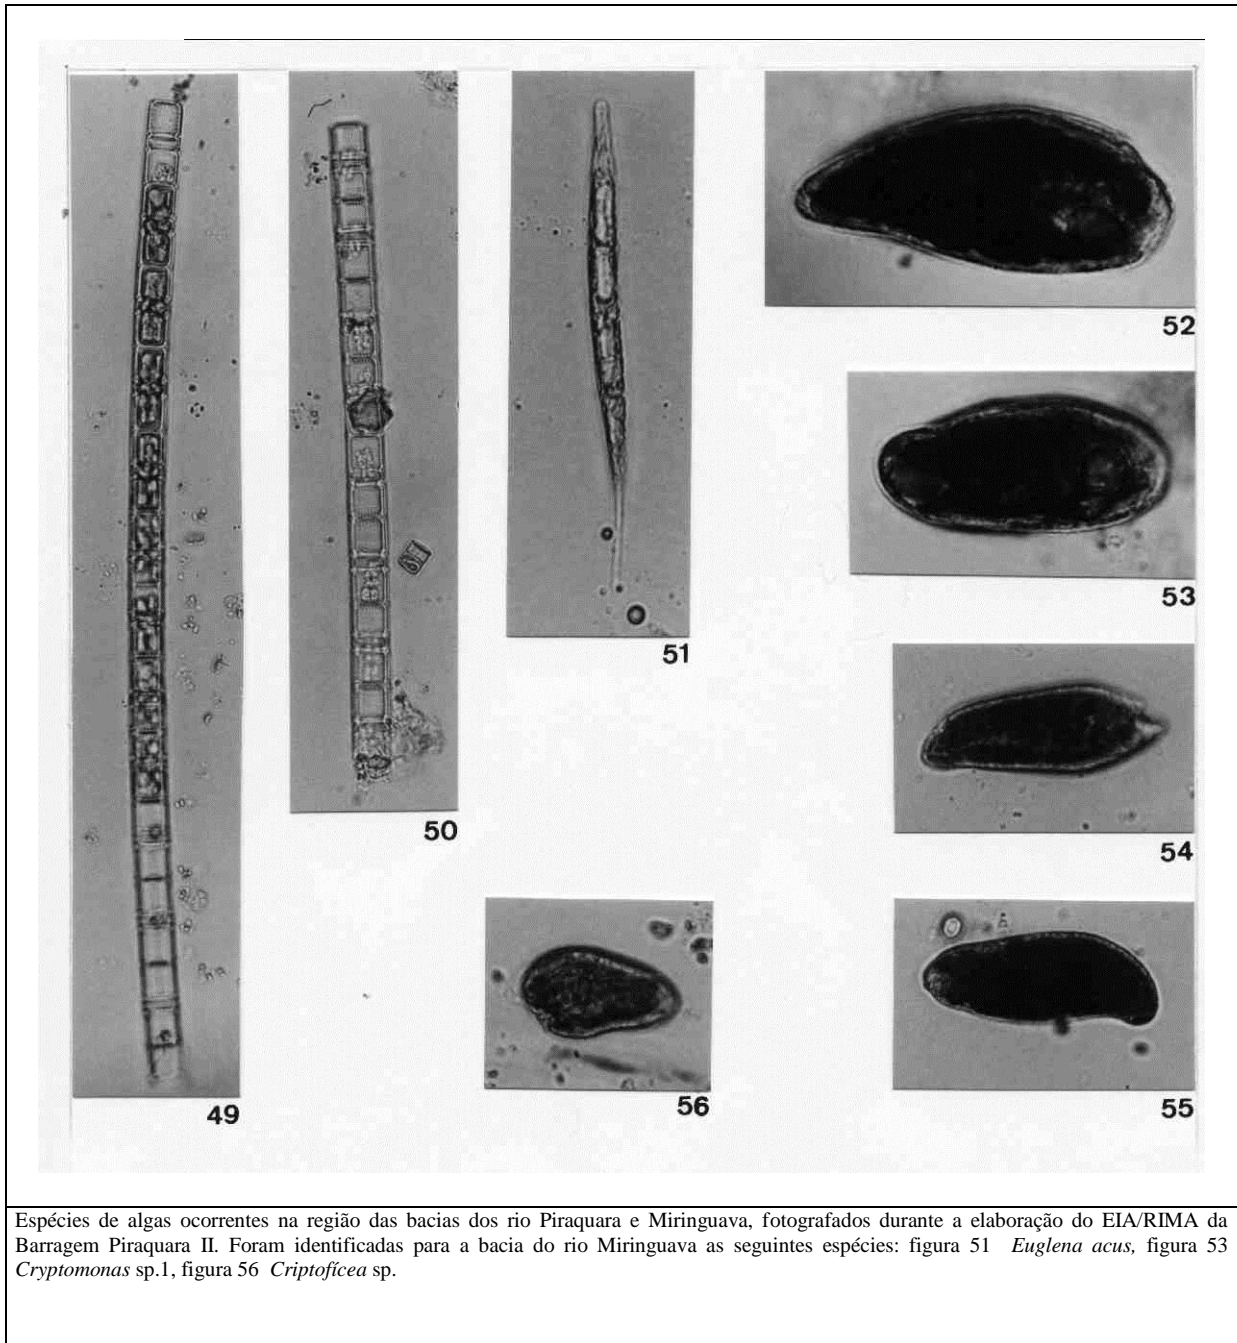 52
53
51
54
50
56
55
49
Espécies de algas ocorrentes na região das bacias dos rio Piraquara e Miringuava, fotografados durante a elaboração do EIA/RIMA da
Barragem Piraquara II. Foram identificadas para a bacia do rio Miringuava as seguintes espécies: figura 51 Euglena acus, figura 53
Cryptomonas sp.1, figura 56 Criptofícea sp.